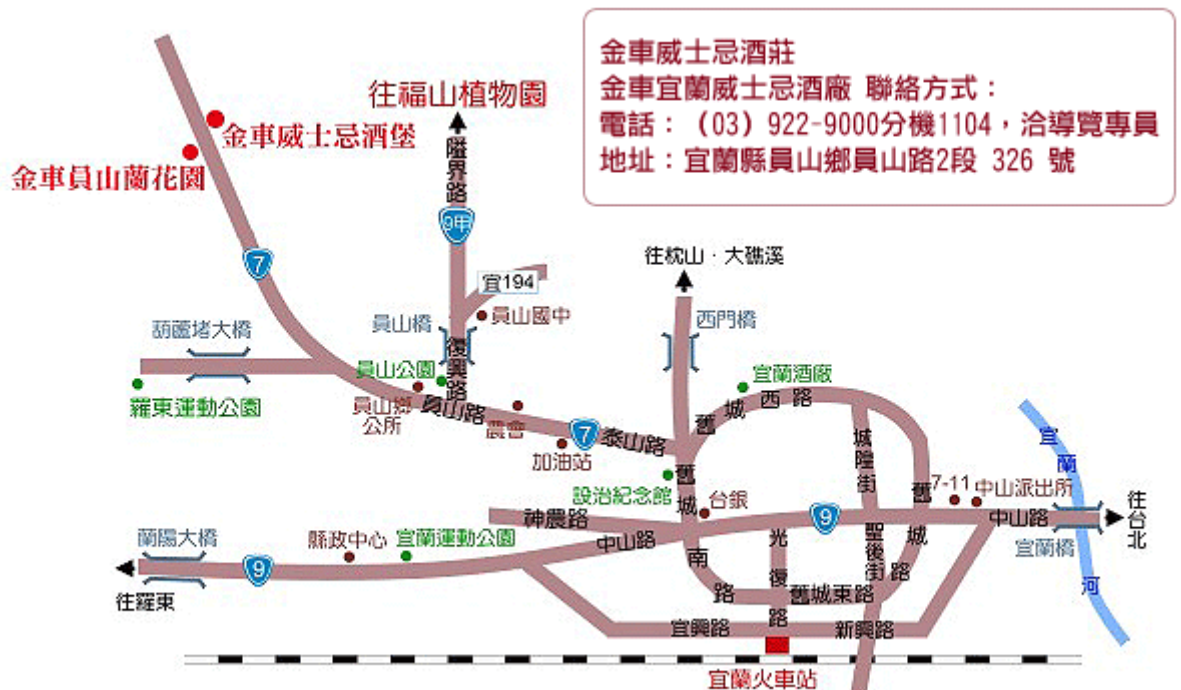 金車威士忌酒莊
金車宜蘭威士忌酒廠 聯絡方式：
電話：（03）922-9000分機1104，洽導覽專員
地址：宜蘭縣員山鄉員山路2段 326 號
往福山植物園
金車威士忌酒堡
金車員山蘭花園
隘界路
9甲
7
宜194
往枕山．大礁溪
員山橋
員山國中
西門橋
葫蘆堵大橋
復興路
員山公園
宜蘭酒廠
羅東運動公園
員山鄉
公所
員山路
農會
7
泰山路
加油站
舊城西路
城隍街
宜蘭河
設治紀念館
舊城南路
台銀
7-11
中山派出所
舊城東路
神農路
中山路
9
中山路
往台北
宜蘭橋
蘭陽大橋
縣政中心
宜蘭運動公園
光復路
聖後街
9
往羅東
舊城路
宜興路
新興路
宜蘭火車站